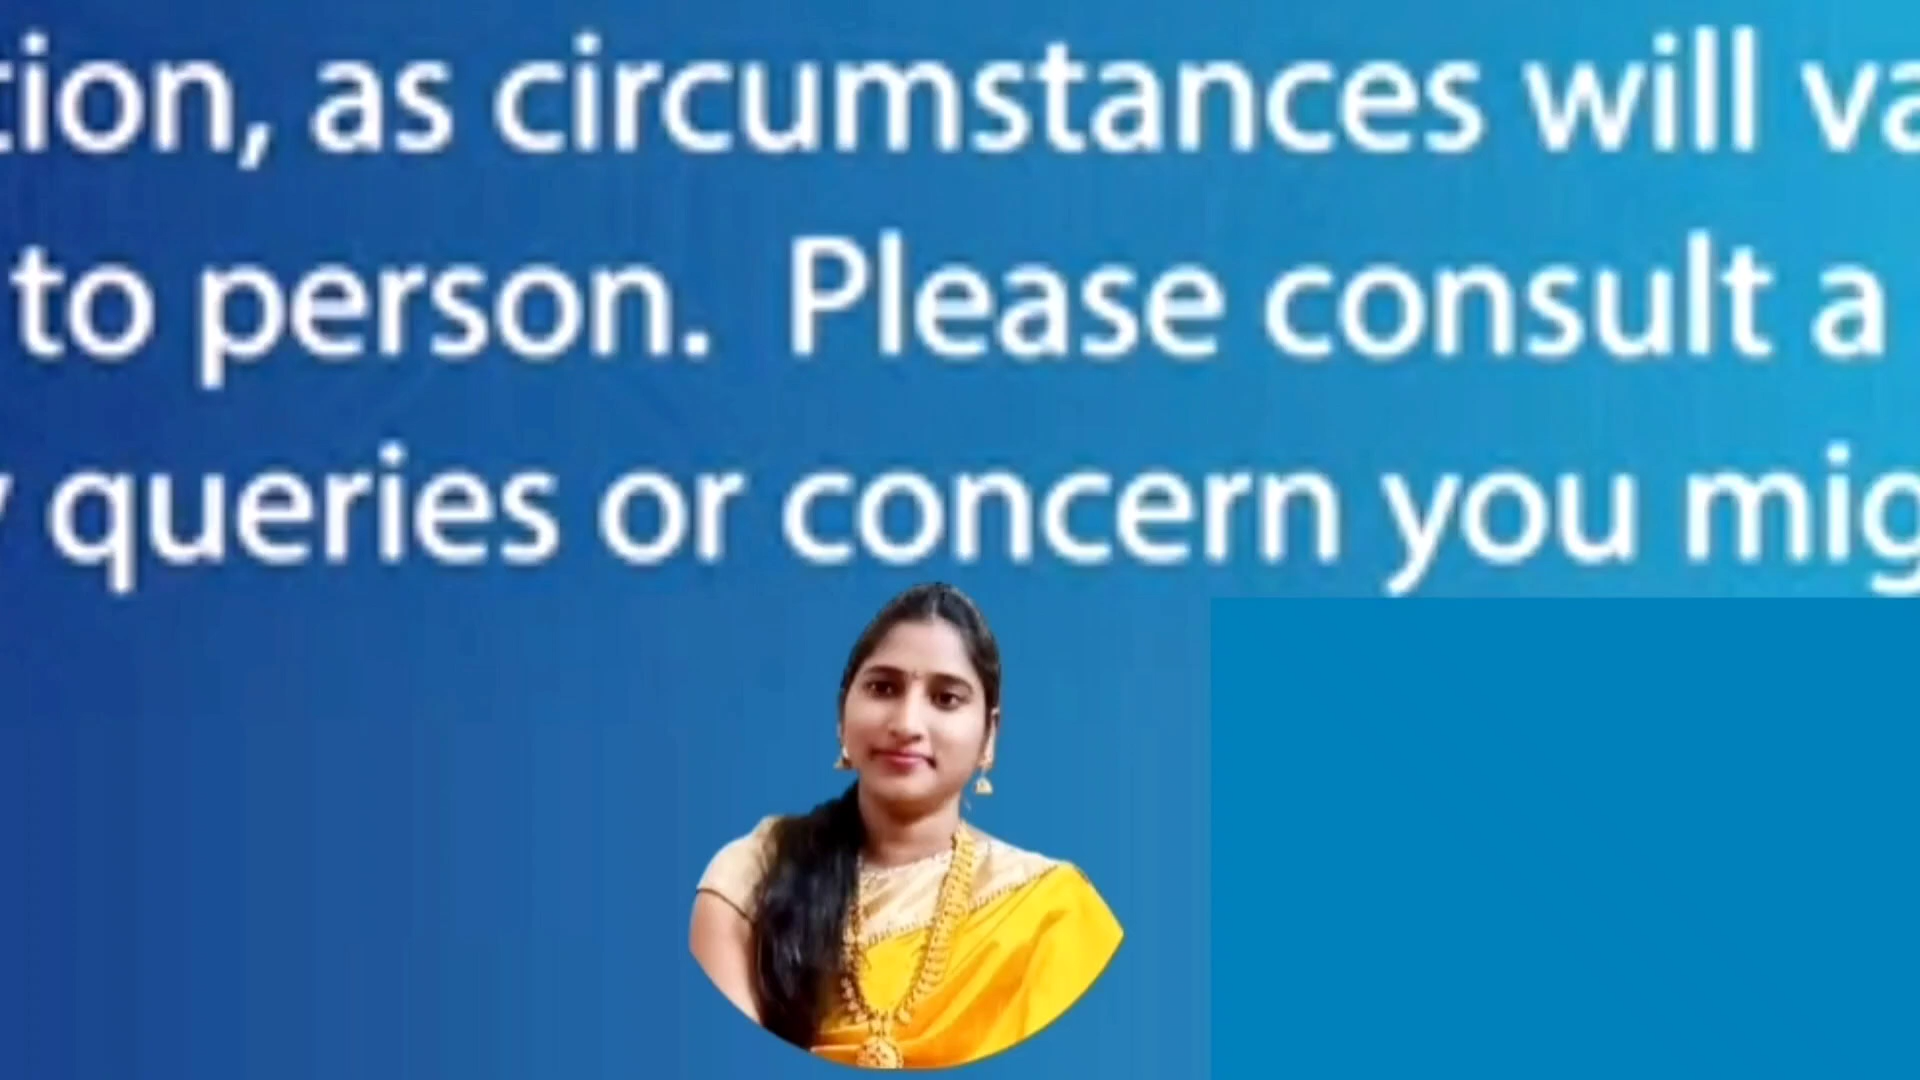 tion, as circumstances will va
to person. Please consult a
queries or concern you mig